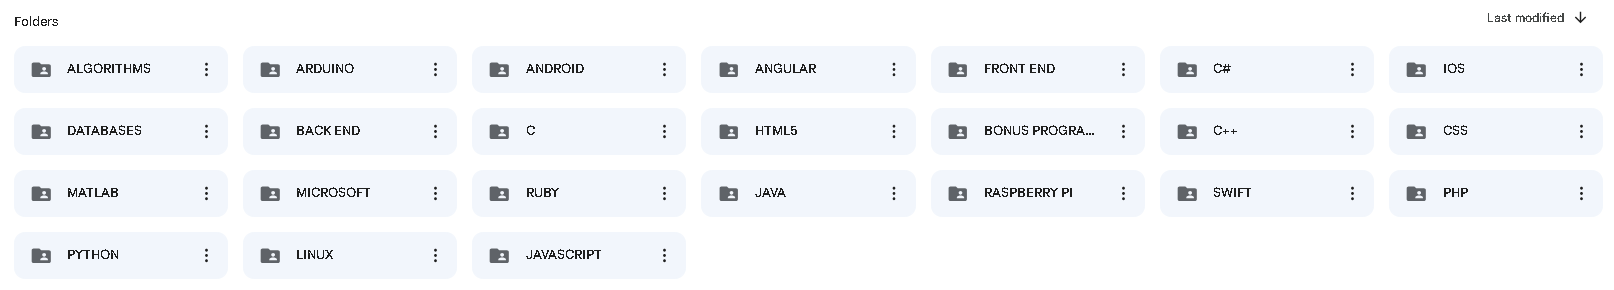 Folders
Last modified
ALGORITHMS
ARDUINO
ANDROID
ANGULAR
FRONT END
C#
IOS
DATABASES
BACK END
C
HTML5
BONUS PROGRA...
C++
CSS
MATLAB
MICROSOFT
RUBY
JAVA
RASPBERRY PI
SWIFT
PHP
PYTHON
LINUX
JAVASCRIPT